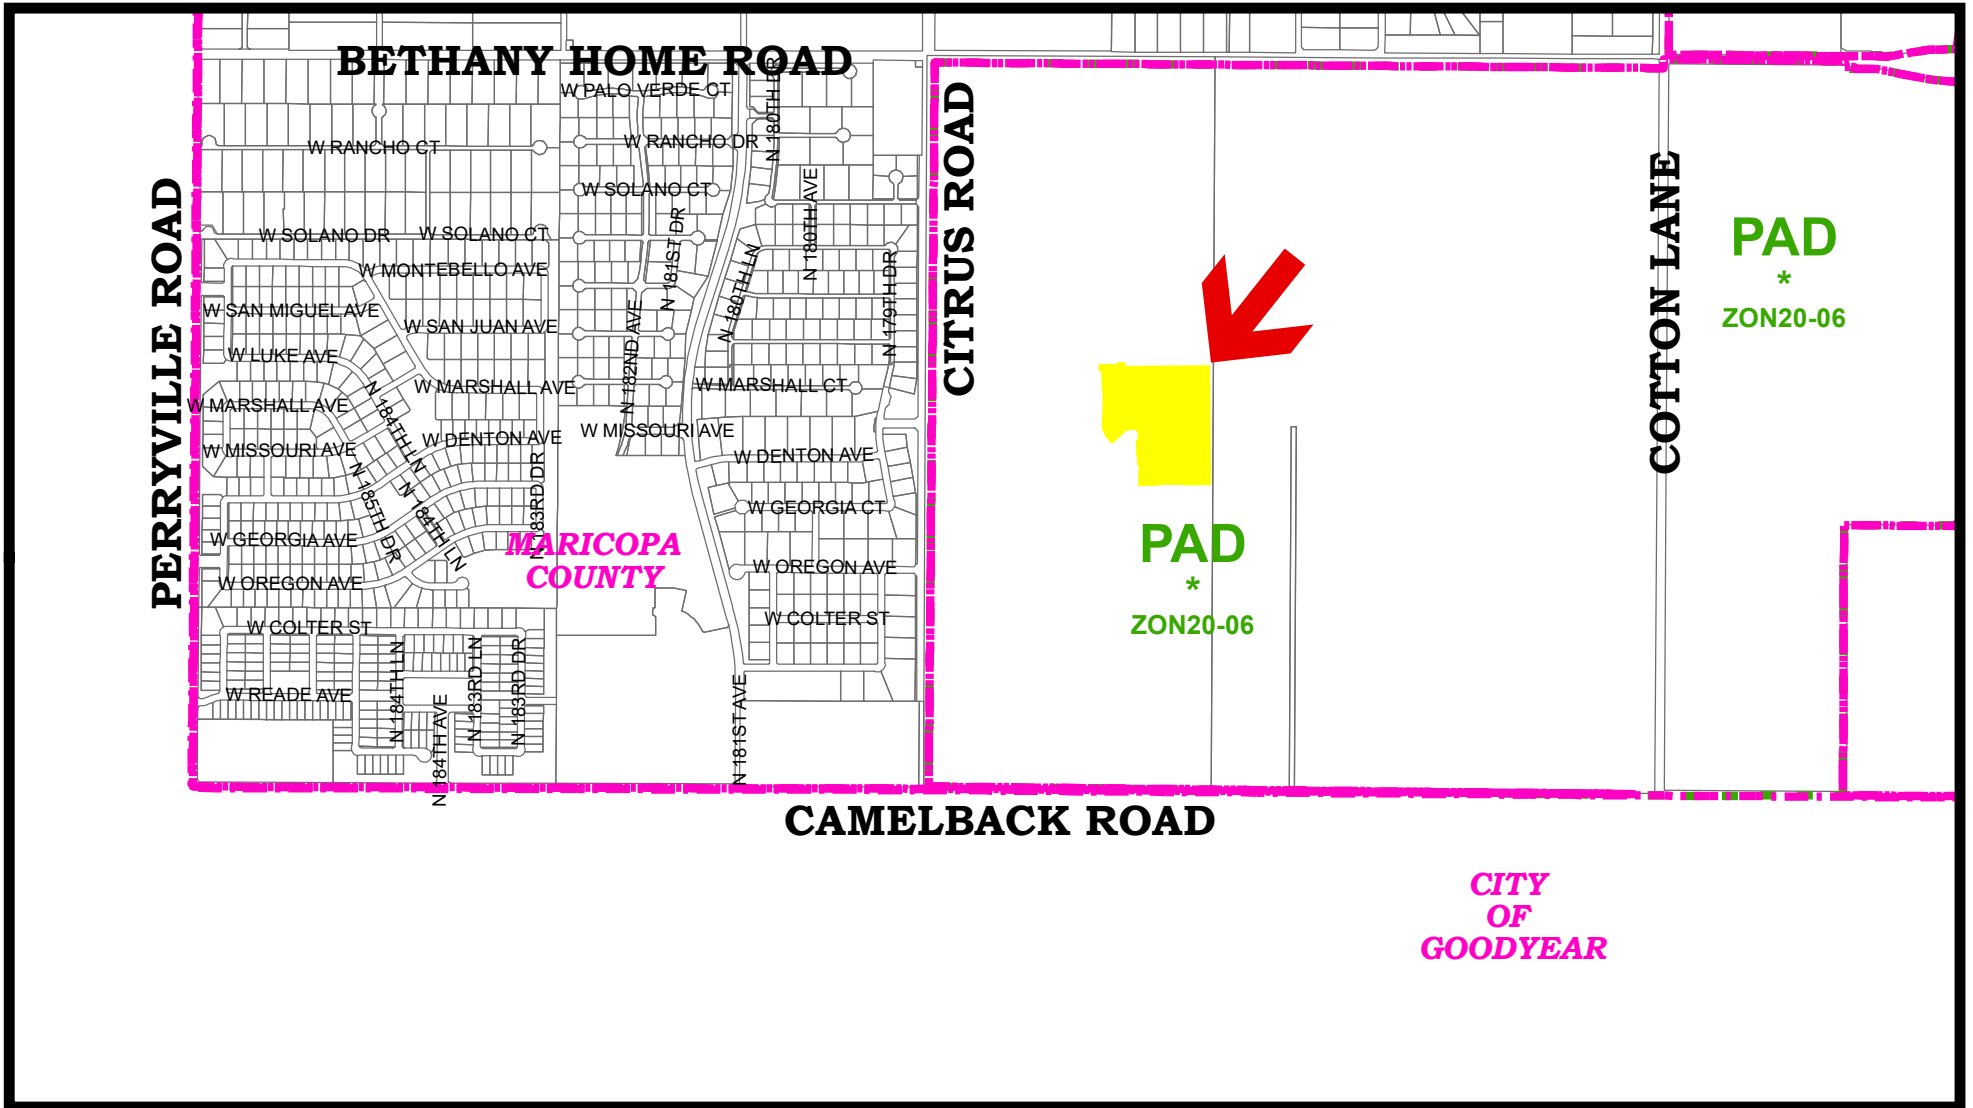 BETHANY HOME ROAD
W PALO VERDE CT
N 180TH DR
W RANCHO CT
W RANCHO DR
W SOLANO CT
W SOLANO DR
W SOLANO CT
N 181ST DR
N 180TH AVE
W MONTEBELLO AVE
N 180TH LN
N 179TH DR
W SAN MIGUEL AVE
W SAN JUAN AVE
N 182ND AVE
W LUKE AVE
W MARSHALL AVE
W MARSHALL CT
W MARSHALL AVE
N 184TH LN
W MISSOURI AVE
W DENTON AVE
W MISSOURI AVE
W DENTON AVE
N 185TH DR
N 184TH LN
N 183RD DR
W GEORGIA CT
W GEORGIA AVE
W OREGON AVE
W OREGON AVE
W COLTER ST
W COLTER ST
N 184TH LN
N 183RD LN
N 183RD DR
W READE AVE
N 184TH AVE
N 181ST AVE
PERRYVILLE ROAD
CITRUS ROAD
COTTON LANE
CAMELBACK ROAD
MARICOPA
COUNTY
PAD
*
ZON20-06
PAD
*
ZON20-06
CITY
OF
GOODYEAR